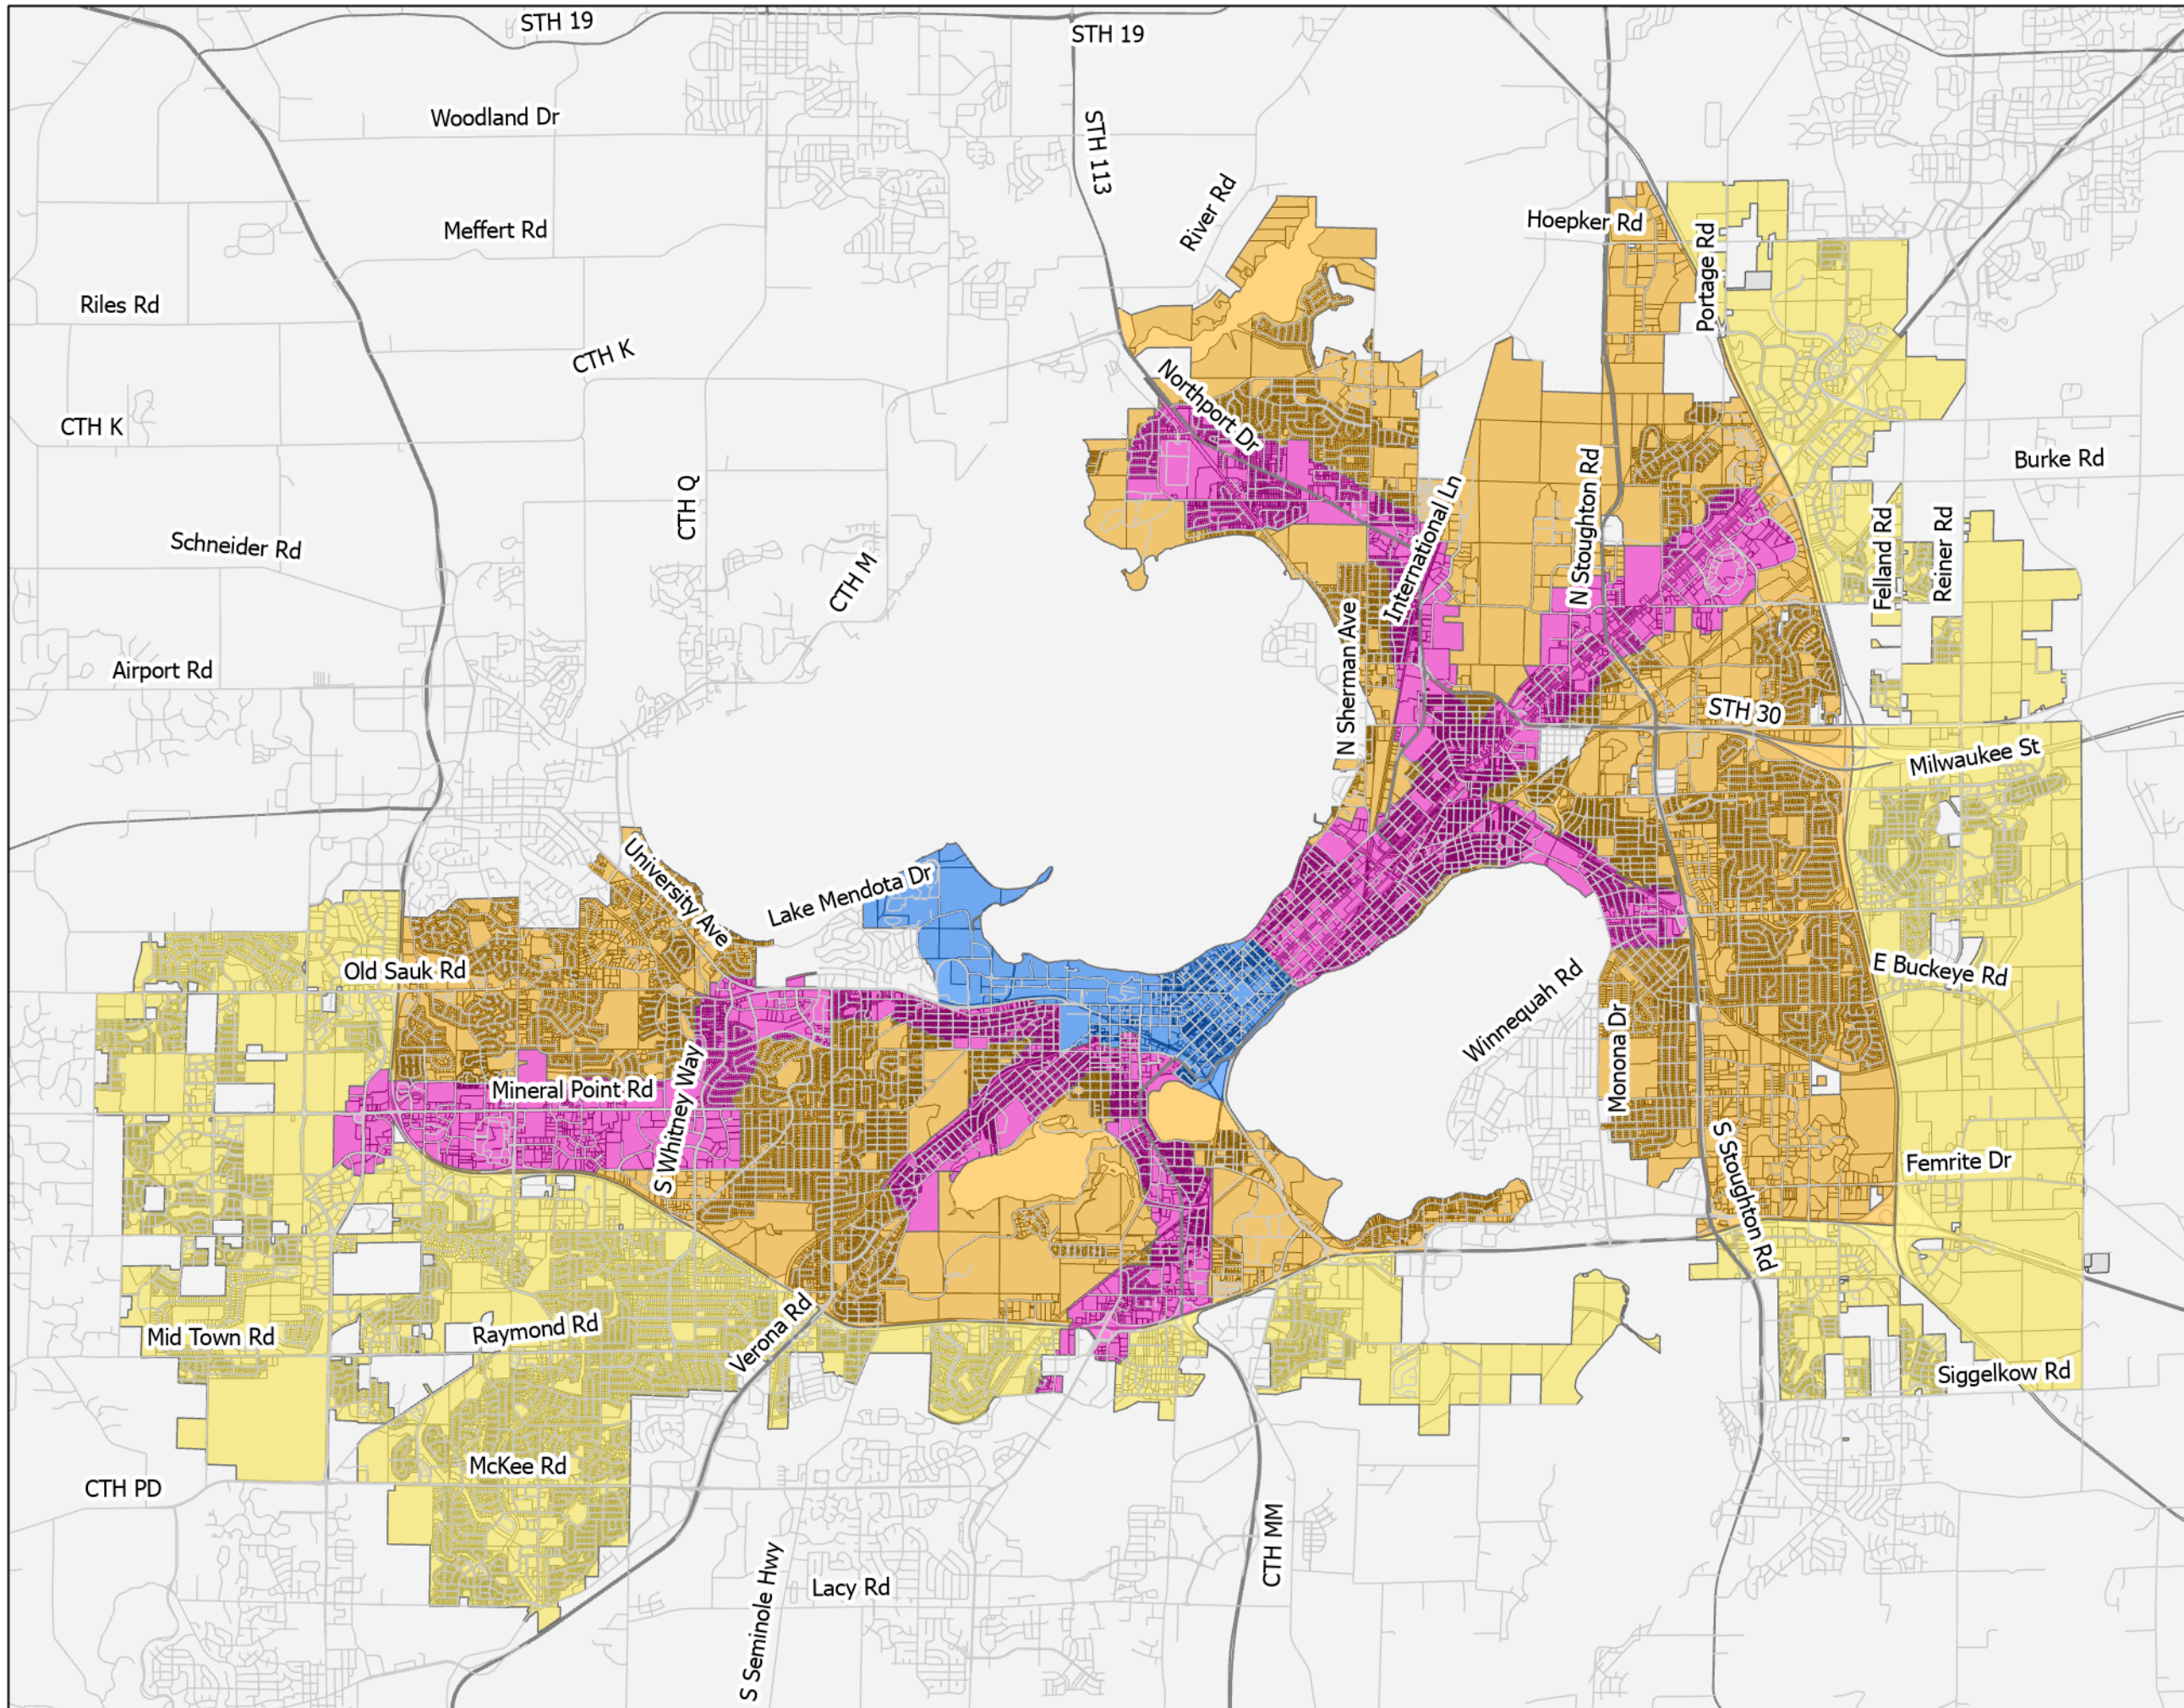 STH 19
STH 19
Woodland Dr
STH 113
River Rd
Meffert Rd
Hoepker Rd
Portage Rd
Riles Rd
CTH K
Northport Dr
CTH K
Burke Rd
CTH Q
International Ln
N Stoughton Rd
Felland Rd
Reiner Rd
Schneider Rd
CTH M
N Sherman Ave
Airport Rd
STH 30
Milwaukee St
University Ave
Lake Mendota Dr
Old Sauk Rd
E Buckeye Rd
Winnequah Rd
Monona Dr
Mineral Point Rd
S Whitney Way
S Stoughton Rd
Femrite Dr
Mid Town Rd
Raymond Rd
Verona Rd
Siggelkow Rd
McKee Rd
CTH PD
CTH MM
S Seminole Hwy
Lacy Rd